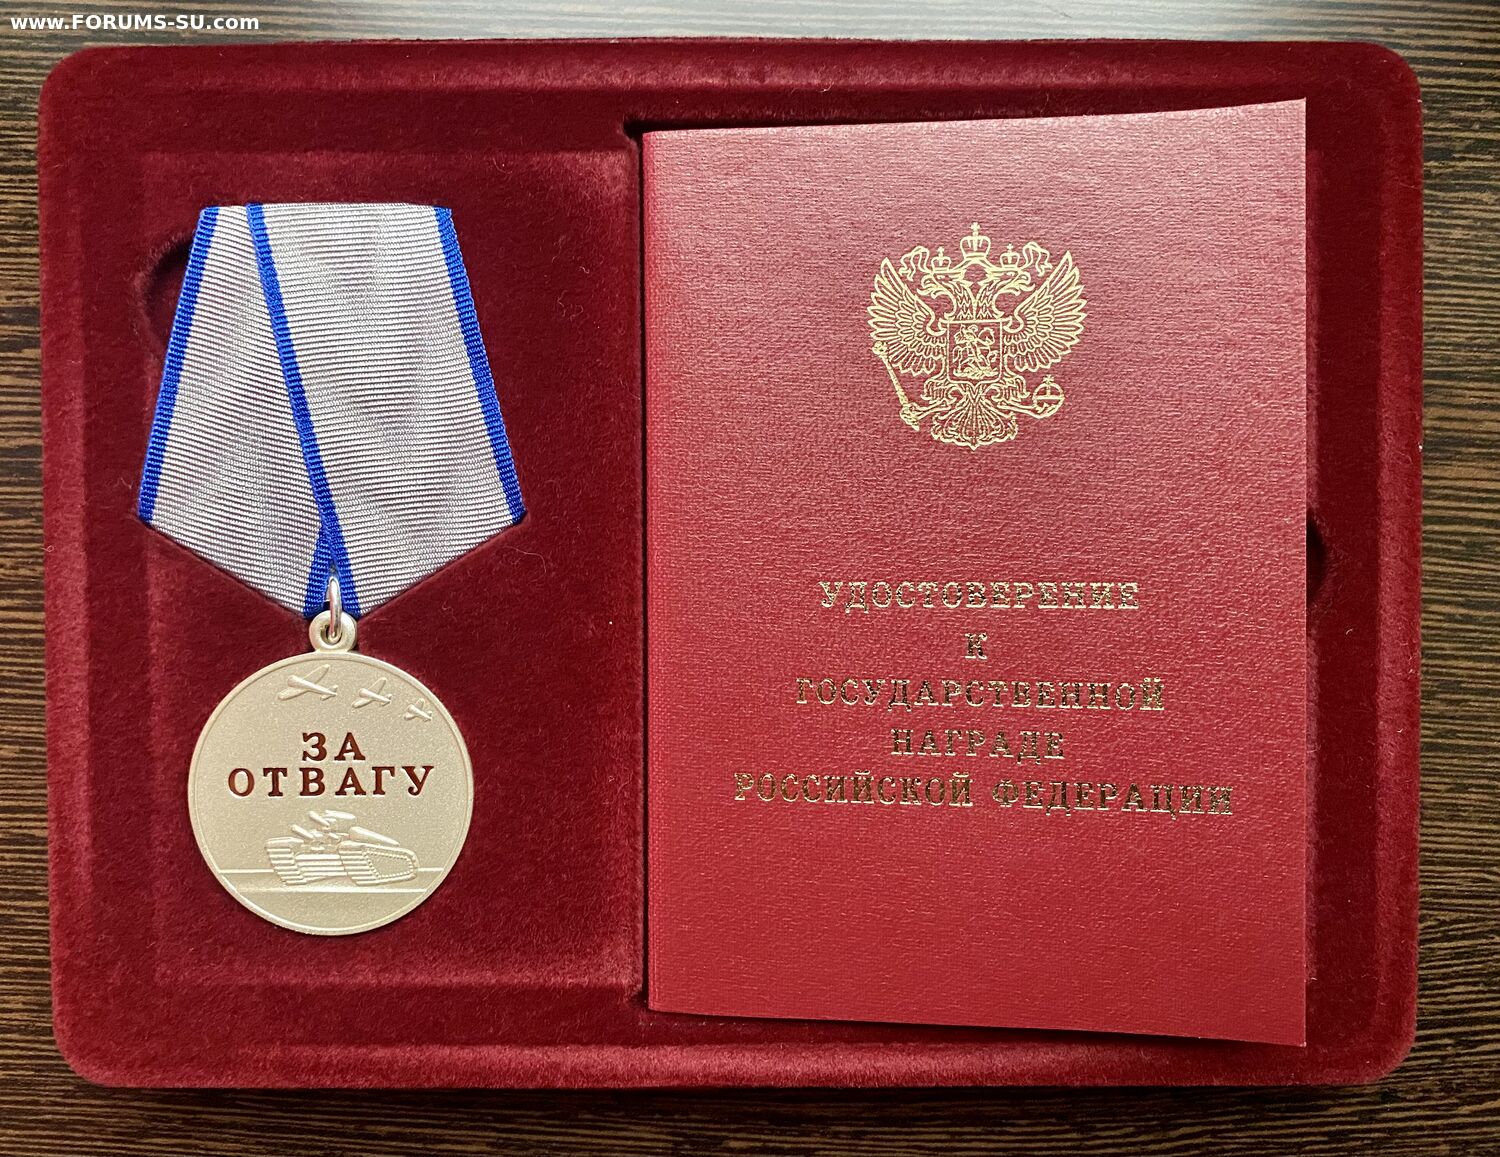 www.FORUMS-SU.com
ЗА
ОТВАГУ
УДОСТОВЕРЕНИЕ
К
ГОСУДАРСТВЕННОЙ
НАГРАДЕ
РОССИЙСКОЙ ФЕДЕРАЦИИ